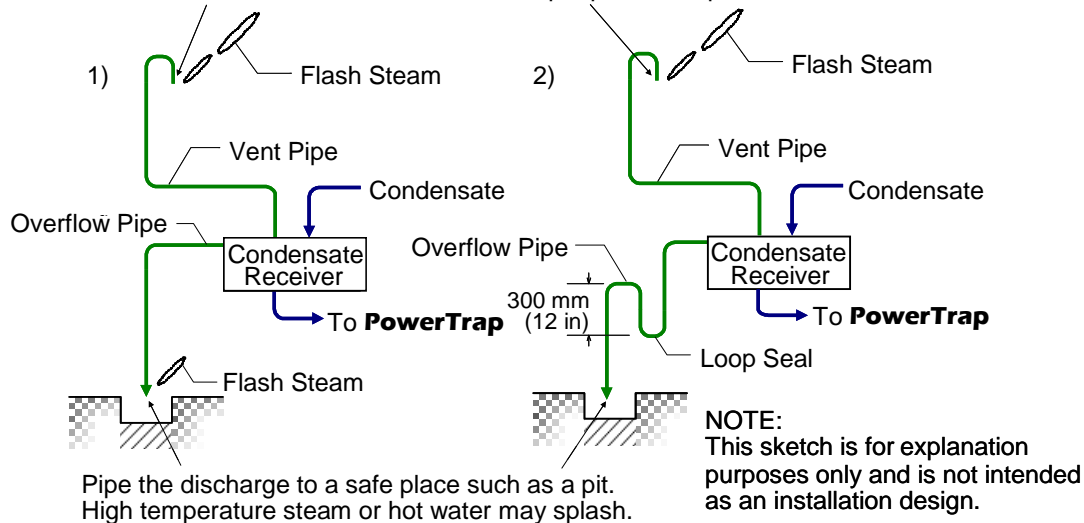 1)
Flash Steam
2)
Flash Steam
Vent Pipe
Vent Pipe
Condensate
Condensate
Overflow Pipe
Condensate
Receiver
Overflow Pipe
Condensate
Receiver
300 mm
(12 in)
To PowerTrap
To PowerTrap
Loop Seal
Flash Steam
NOTE:
This sketch is for explanation
purposes only and is not intended
as an installation design.
Pipe the discharge to a safe place such as a pit.
High temperature steam or hot water may splash.